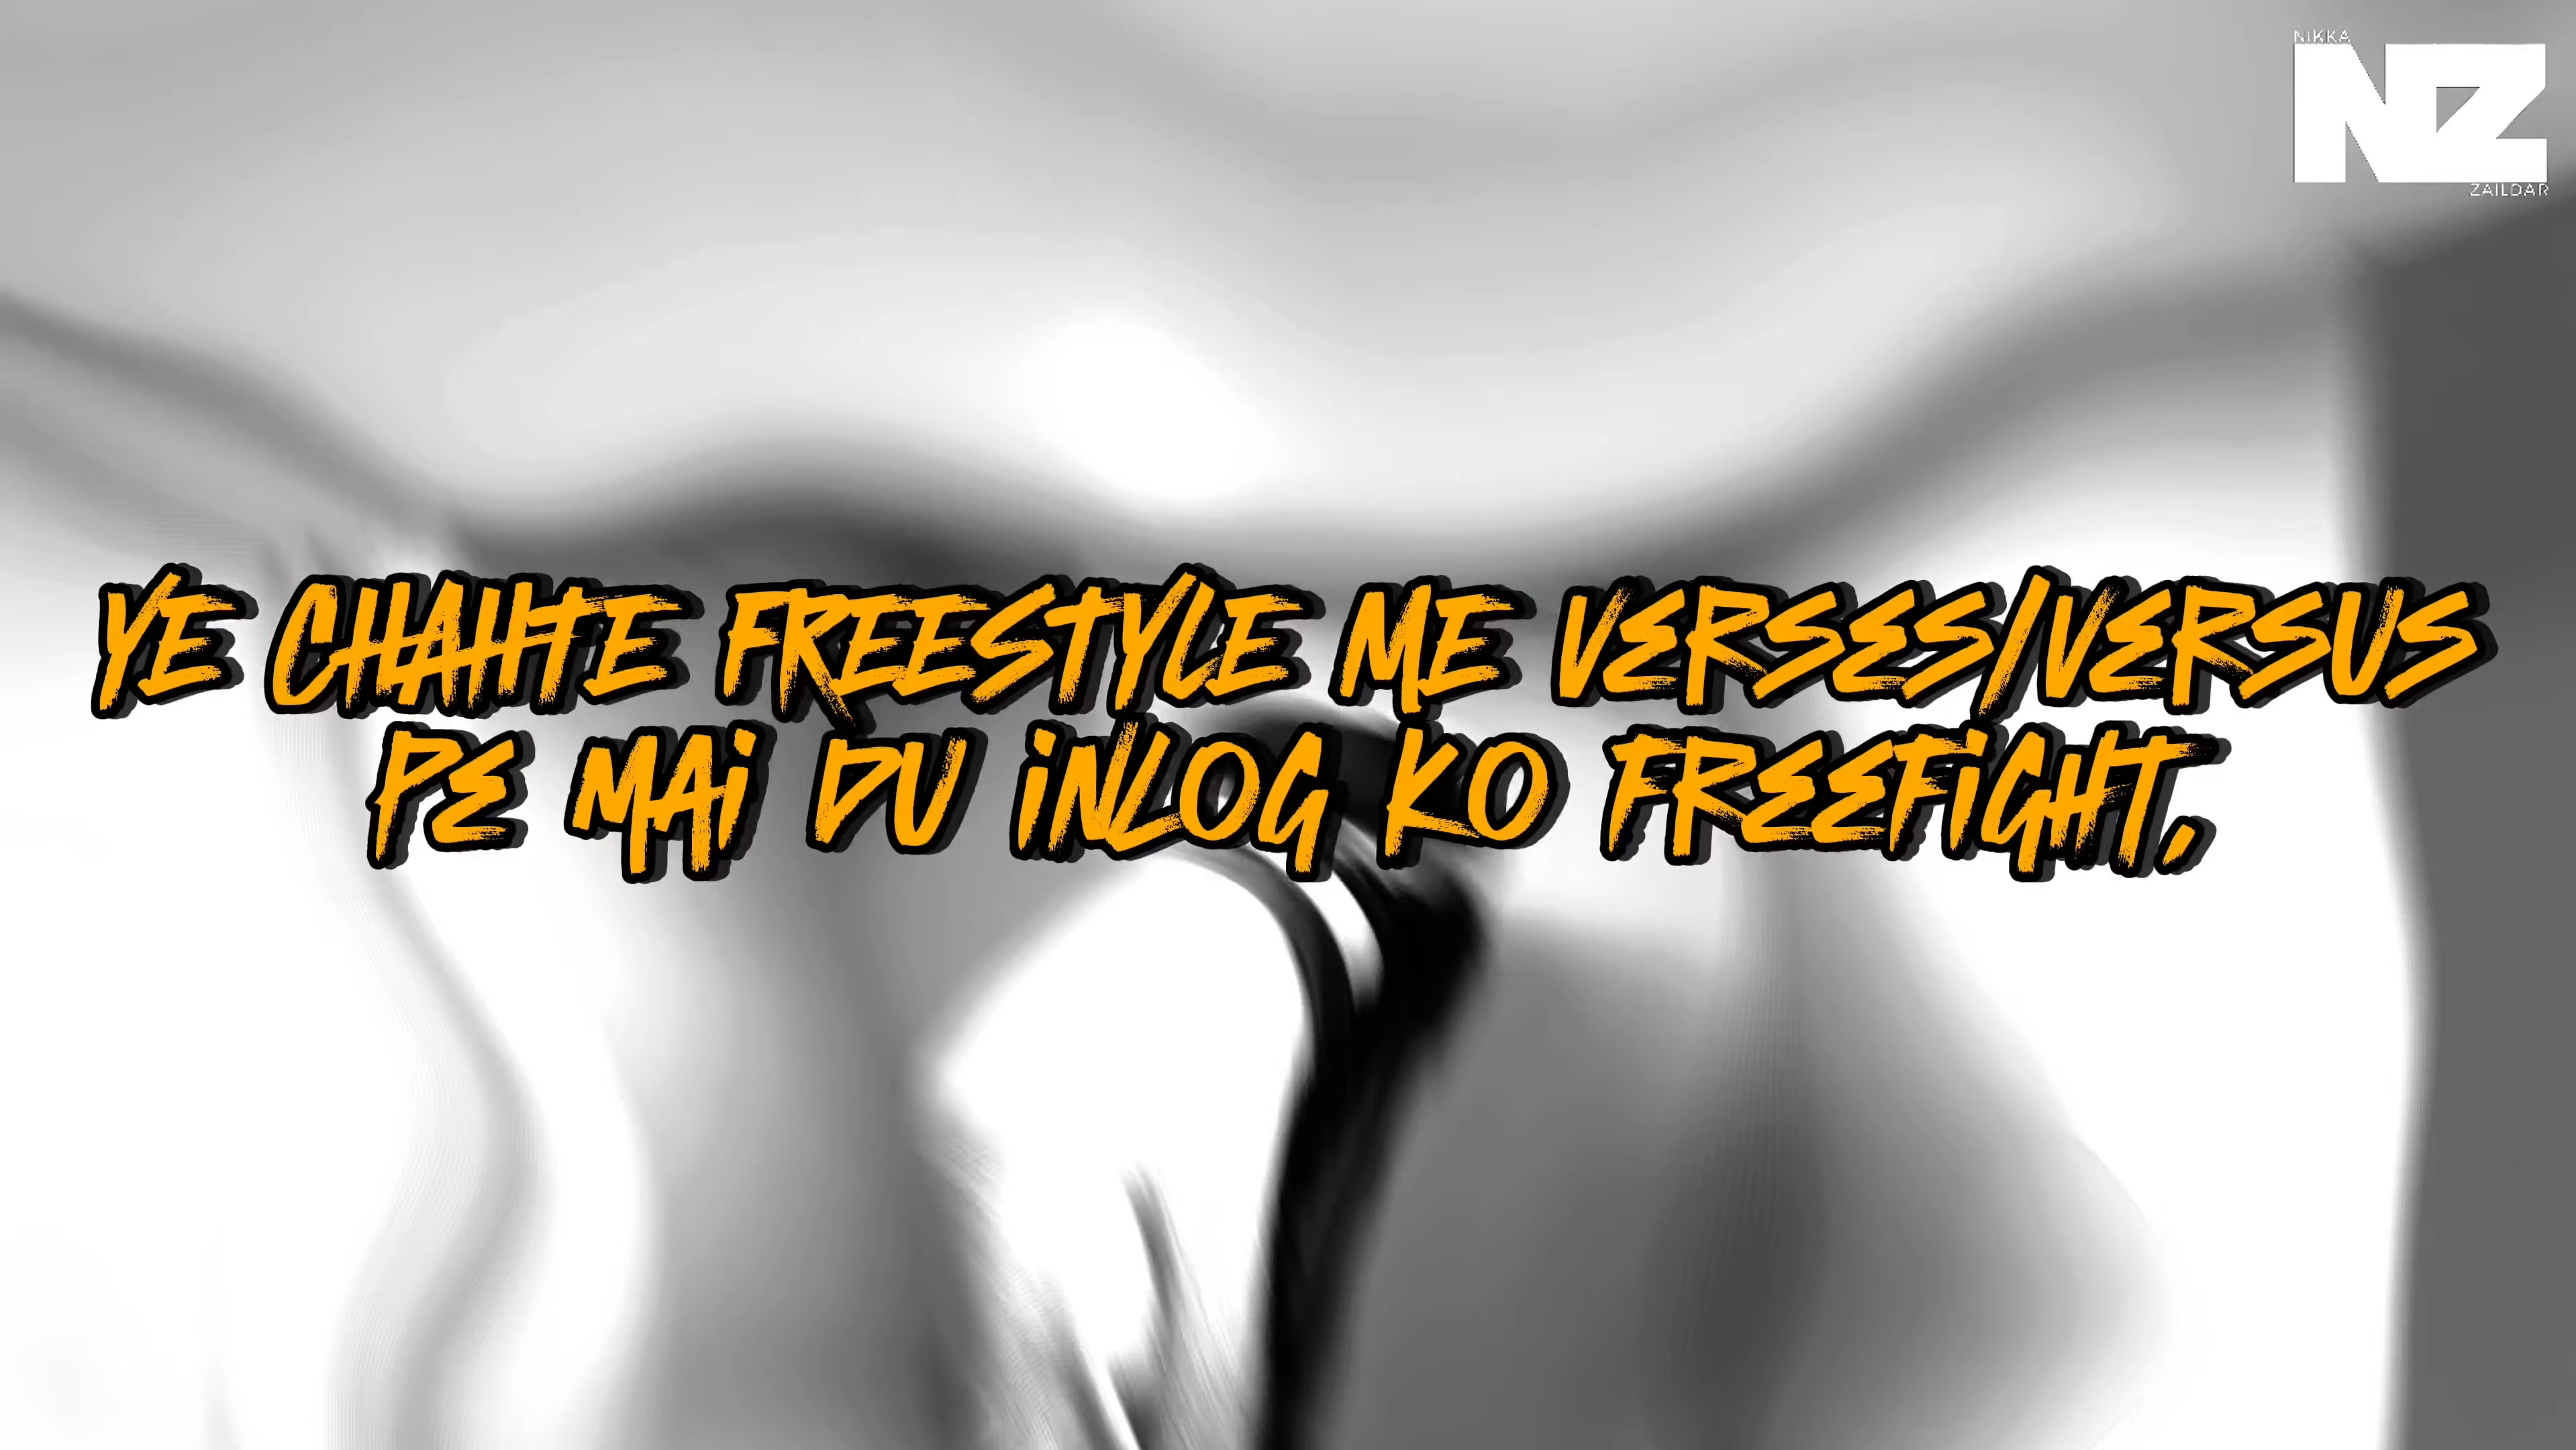 NIKKA
NZ
ZAILDAR
YE CHAHTE FREESTYLE ME VERSES/VERSUS
PE MAI DU INLOG KO FREEFIGHT,